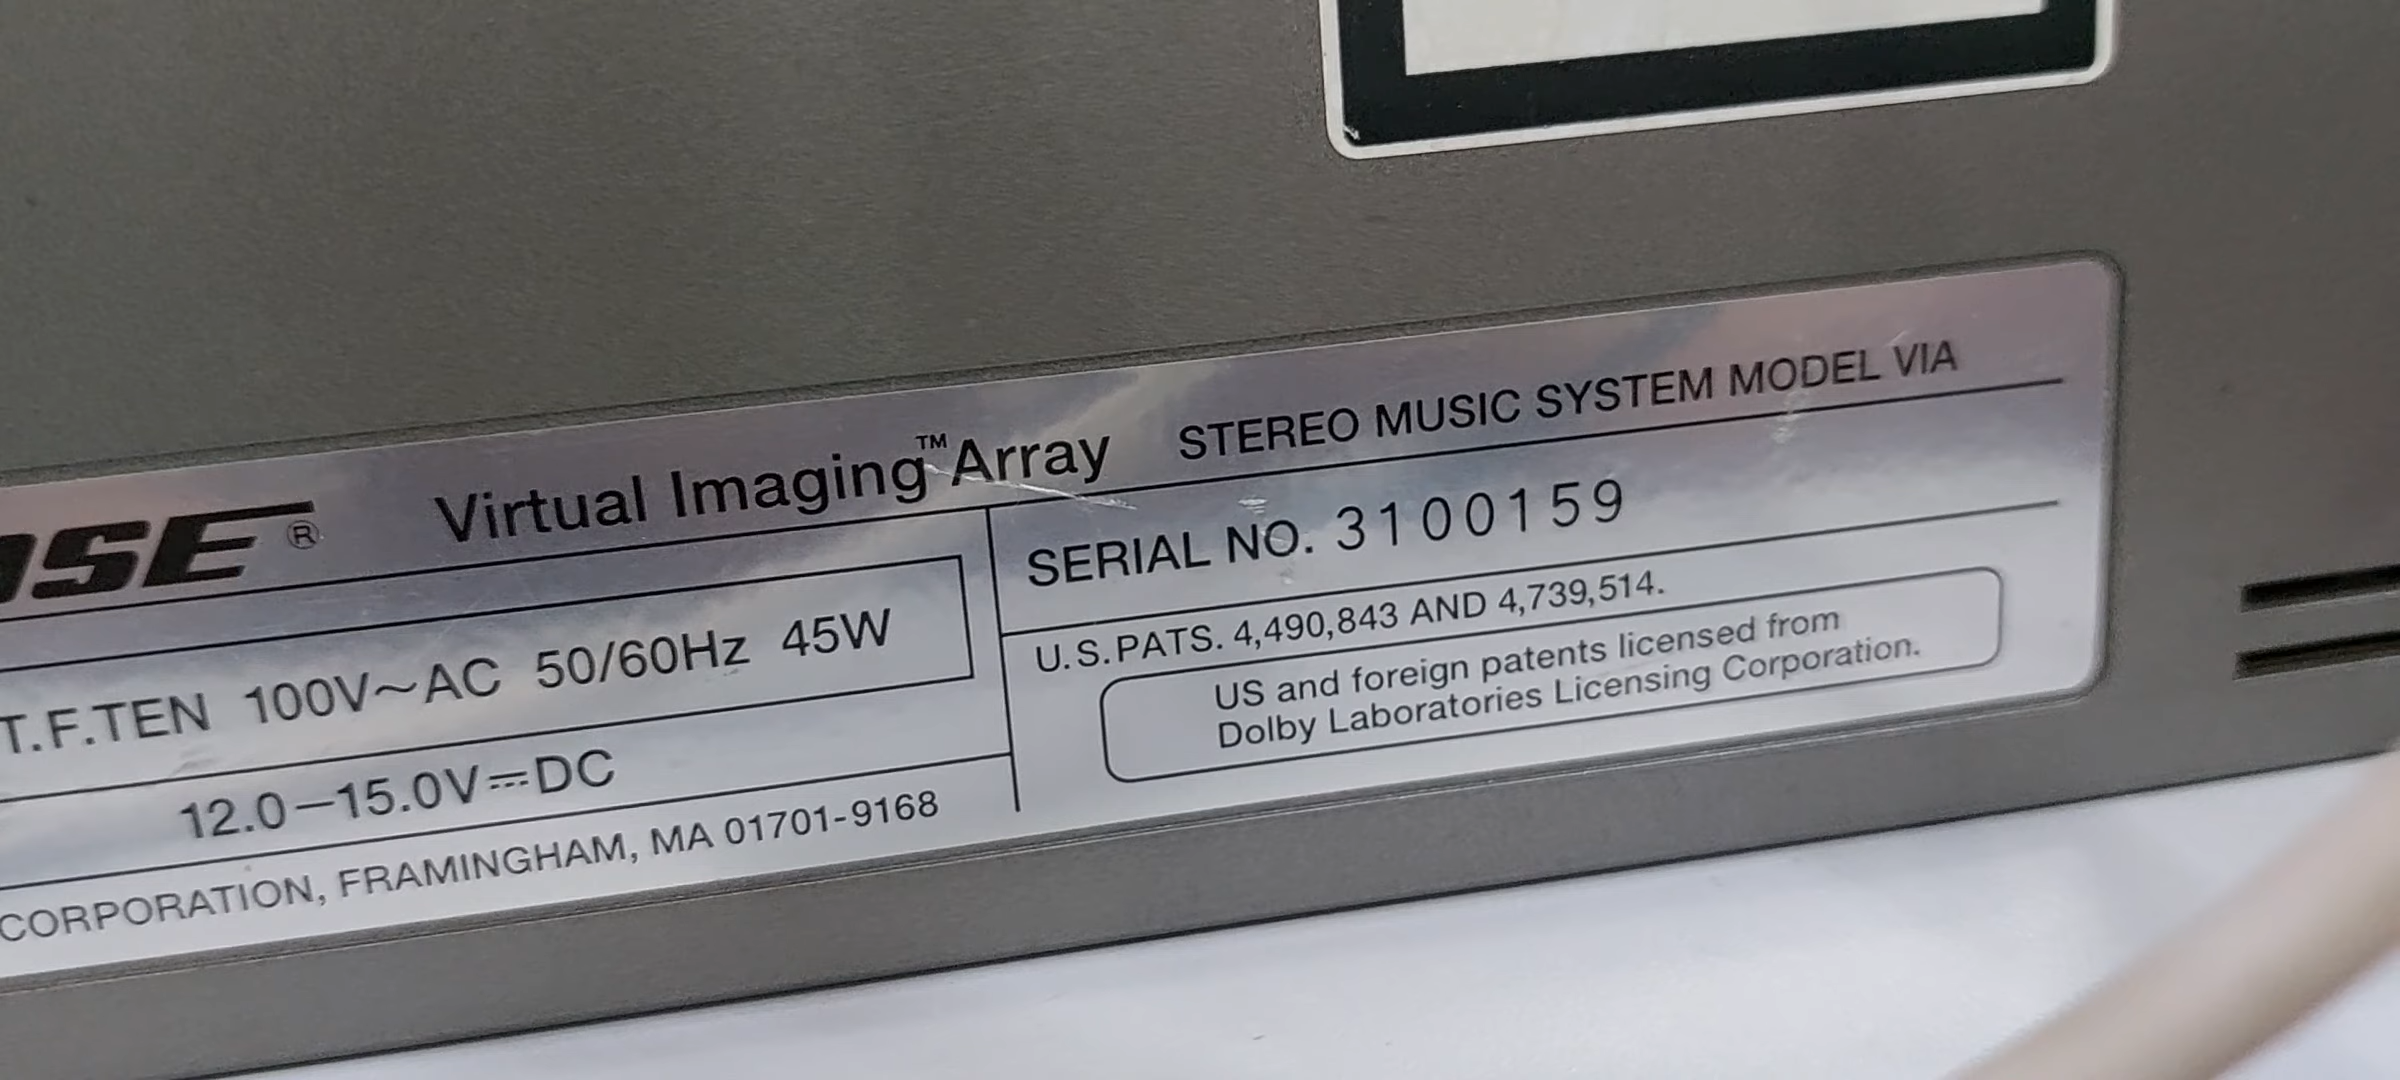 OSE® Virtual Imaging™ Array STEREO MUSIC SYSTEM MODEL VIA
SERIAL NO. 3100159
T.F.TEN 100V~AC 50/60Hz 45W
12.0–15.0V⎓DC
CORPORATION, FRAMINGHAM, MA 01701-9168
U.S.PATS. 4,490,843 AND 4,739,514.
US and foreign patents licensed from
Dolby Laboratories Licensing Corporation.